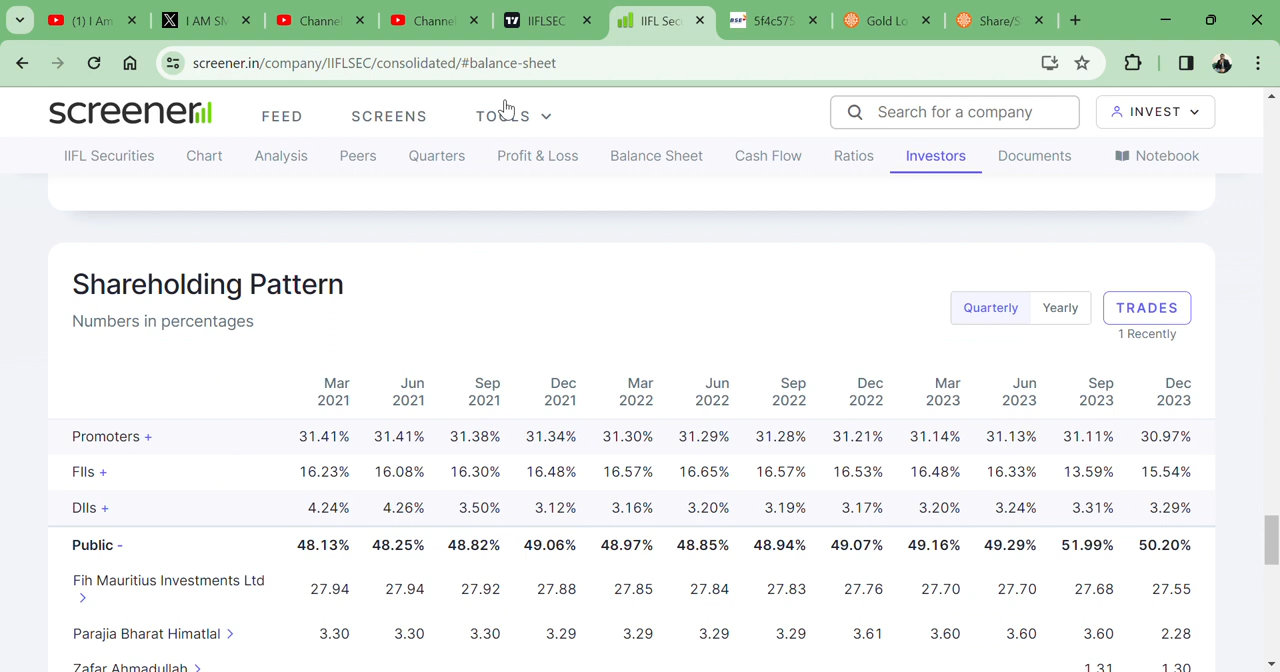 (1) I Am
I AM SM
Channel
Channel
IIFLSEC
IIFL Secu
5f4c575
Gold Lo
Share/S
screener.in/company/IIFLSEC/consolidated/#balance-sheet
screener
FEED
SCREENS
TOOLS
Search for a company
INVEST
IIFL Securities
Chart
Analysis
Peers
Quarters
Profit & Loss
Balance Sheet
Cash Flow
Ratios
Investors
Documents
Notebook
Shareholding Pattern
Numbers in percentages
Quarterly
Yearly
TRADES
1 Recently
Mar 2021 Jun 2021 Sep 2021 Dec 2021 Mar 2022 Jun 2022 Sep 2022 Dec 2022 Mar 2023 Jun 2023 Sep 2023 Dec 2023
Promoters + 31.41% 31.41% 31.38% 31.34% 31.30% 31.29% 31.28% 31.21% 31.14% 31.13% 31.11% 30.97%
FIIs + 16.23% 16.08% 16.30% 16.48% 16.57% 16.65% 16.57% 16.53% 16.48% 16.33% 13.59% 15.54%
DIIs + 4.24% 4.26% 3.50% 3.12% 3.16% 3.20% 3.19% 3.17% 3.20% 3.24% 3.31% 3.29%
Public - 48.13% 48.25% 48.82% 49.06% 48.97% 48.85% 48.94% 49.07% 49.16% 49.29% 51.99% 50.20%
Fih Mauritius Investments Ltd 27.94 27.94 27.92 27.88 27.85 27.84 27.83 27.76 27.70 27.70 27.68 27.55
Parajia Bharat Himatlal 3.30 3.30 3.30 3.29 3.29 3.29 3.29 3.61 3.60 3.60 3.60 2.28
Zafar Ahmadullah 1.31 1.30